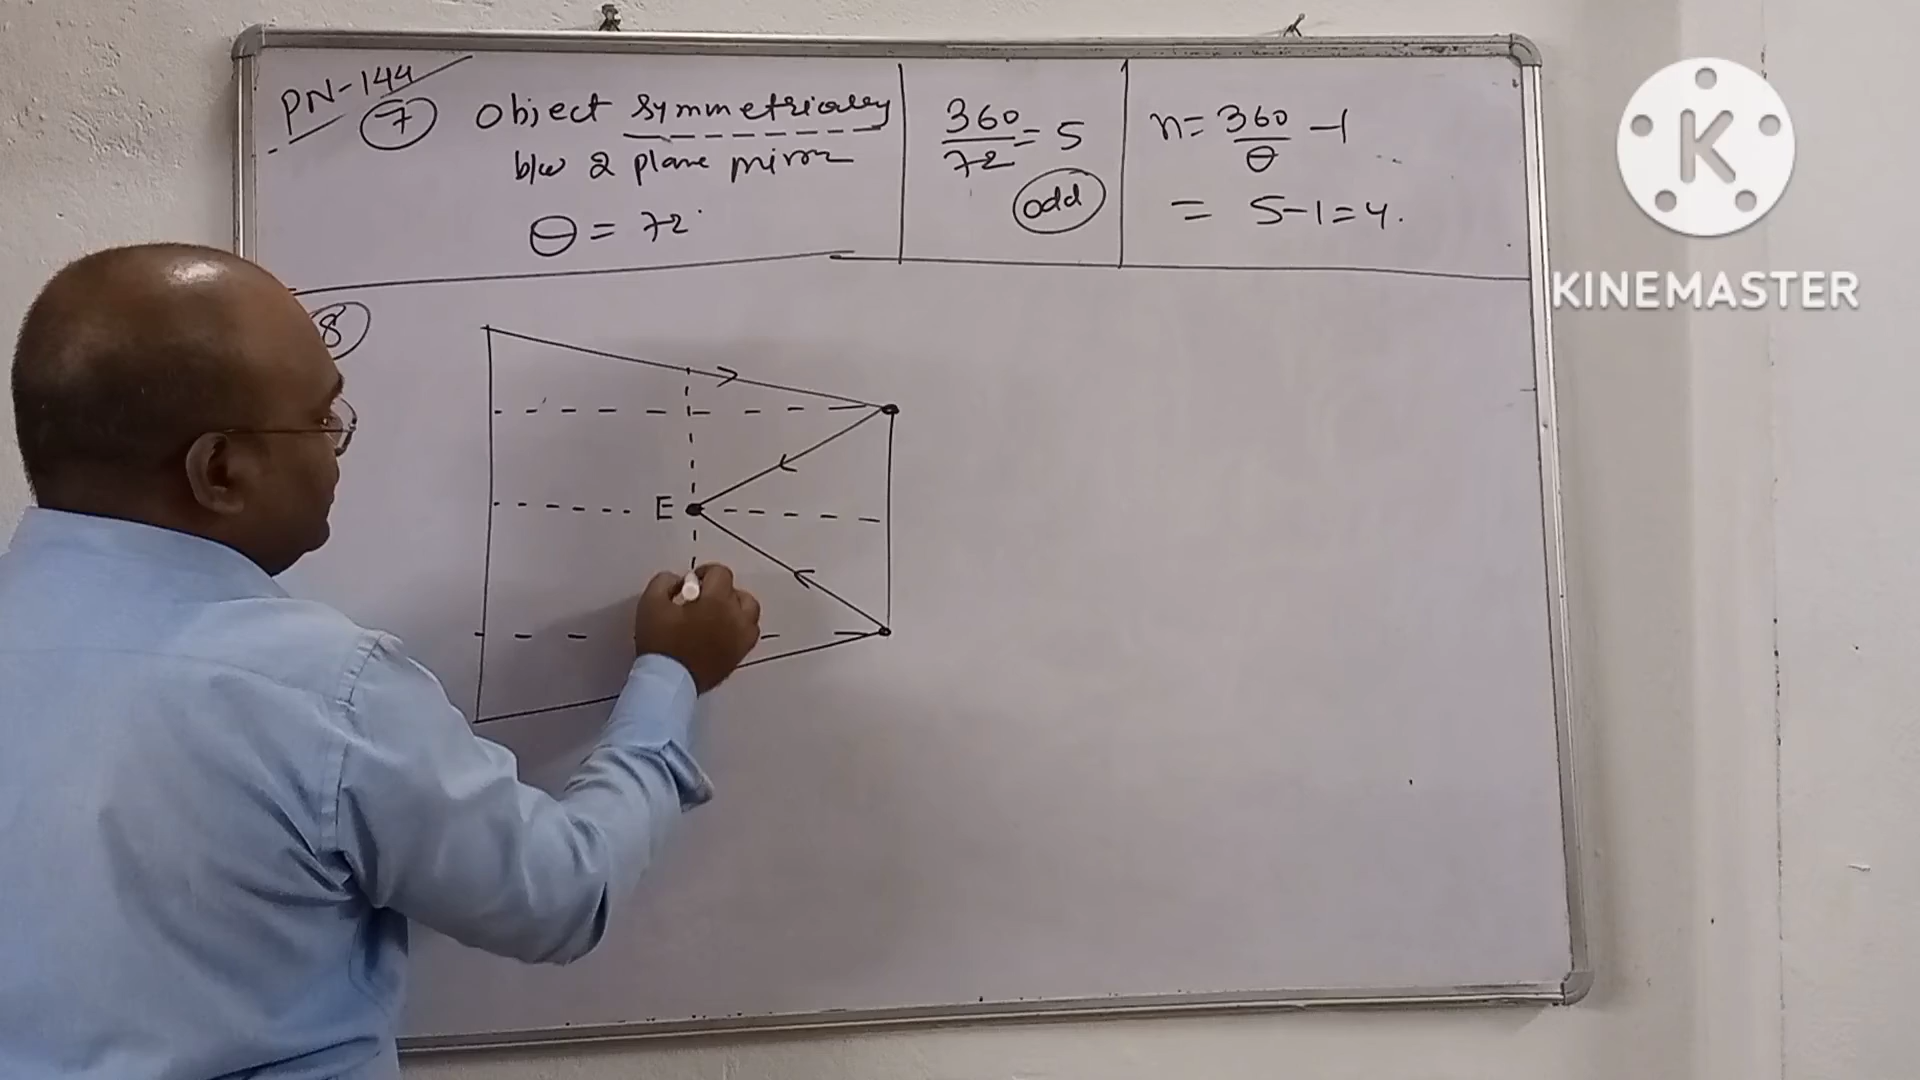 PN-144
7 Object symmetrically
b/w 2 plane mirror
θ = 72°
360/72 = 5
odd
n = 360/θ - 1
= 5-1=4.
8
E
K
KINEMASTER